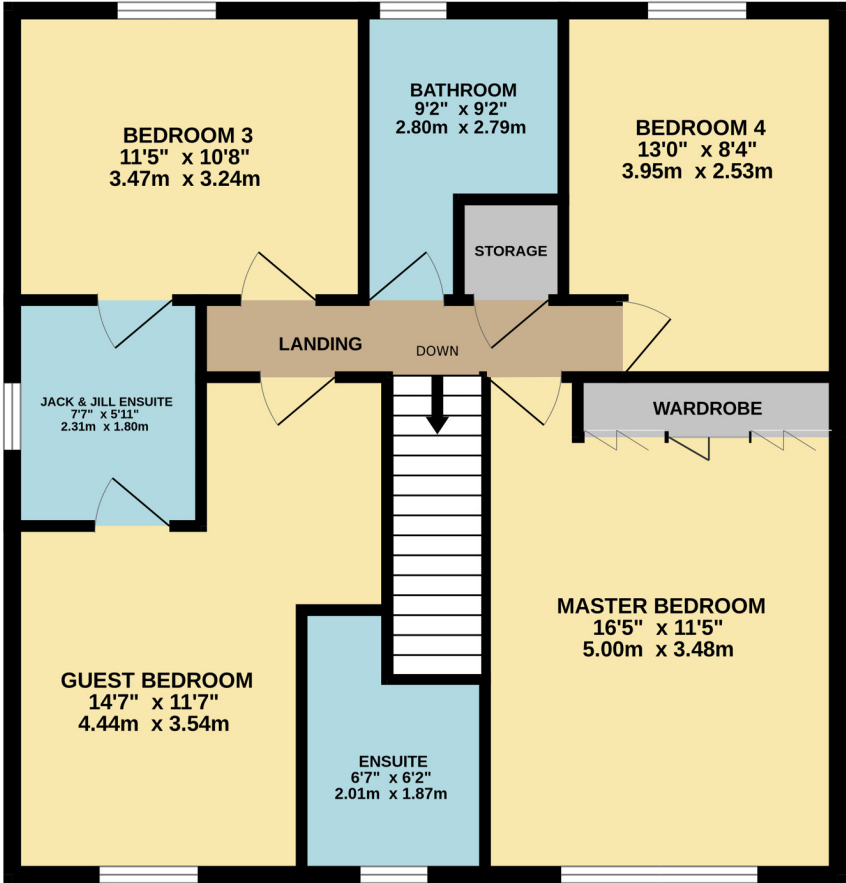 BEDROOM 3
11'5" x 10'8"
3.47m x 3.24m
BATHROOM
9'2" x 9'2"
2.80m x 2.79m
BEDROOM 4
13'0" x 8'4"
3.95m x 2.53m
STORAGE
LANDING
DOWN
JACK & JILL ENSUITE
7'7" x 5'11"
2.31m x 1.80m
WARDROBE
MASTER BEDROOM
16'5" x 11'5"
5.00m x 3.48m
GUEST BEDROOM
14'7" x 11'7"
4.44m x 3.54m
ENSUITE
6'7" x 6'2"
2.01m x 1.87m